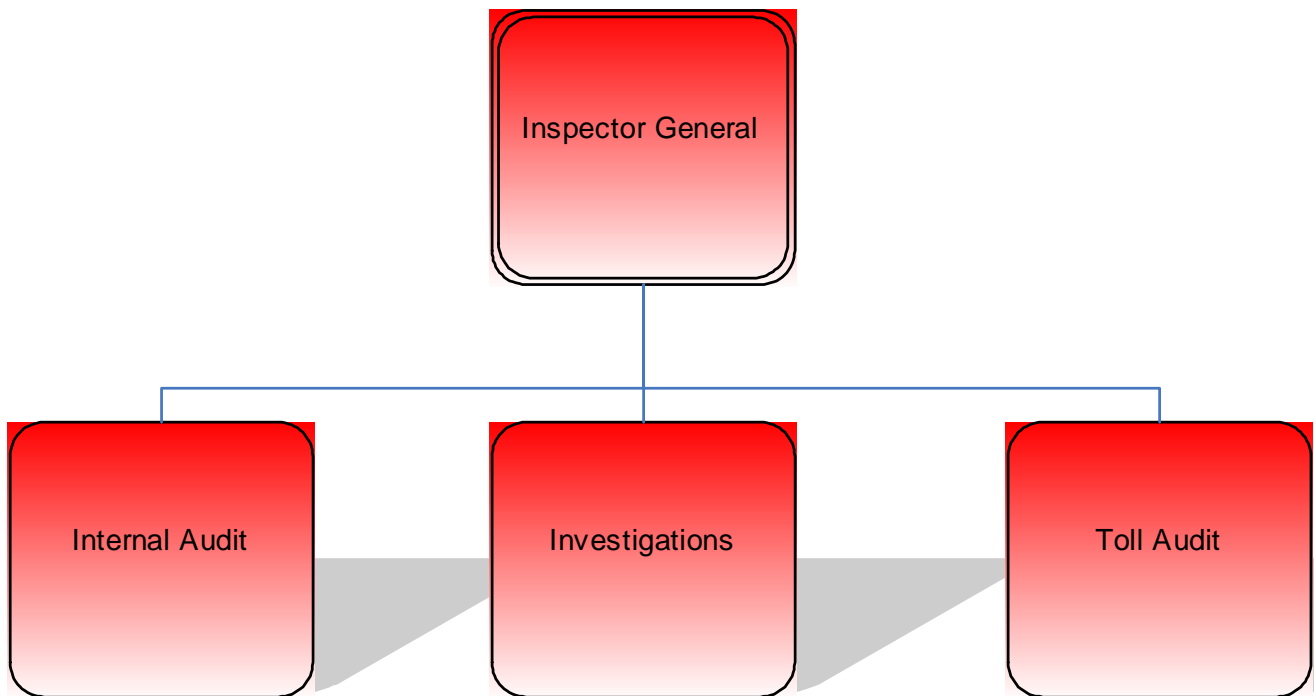 Inspector General
Internal Audit
Investigations
Toll Audit